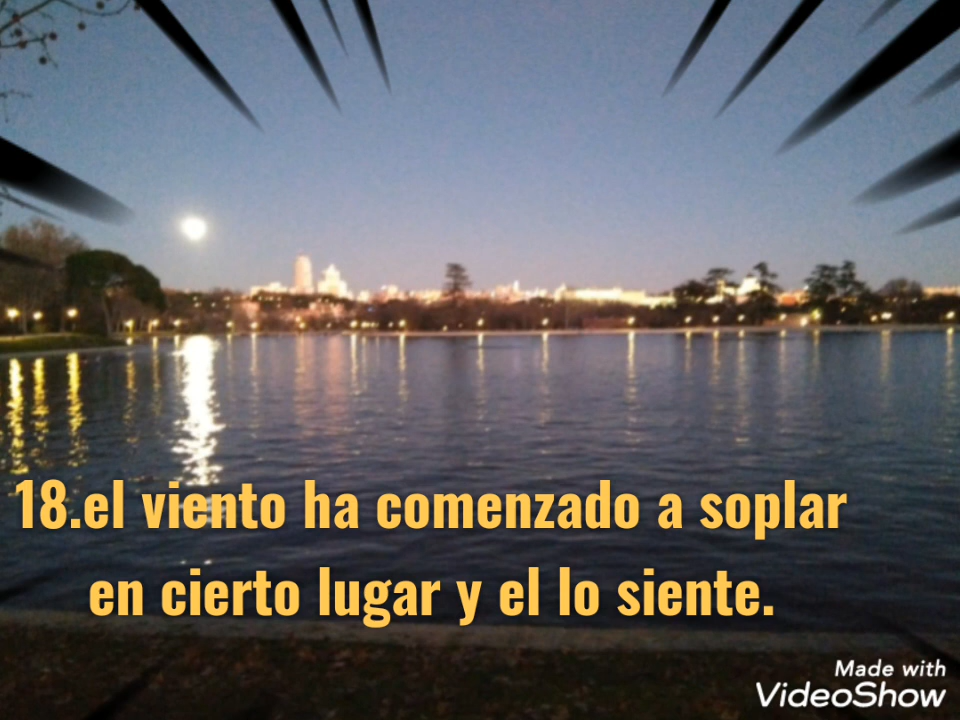 18.el viento ha comenzado a soplar
en cierto lugar y el lo siente.
Made with
VideoShow